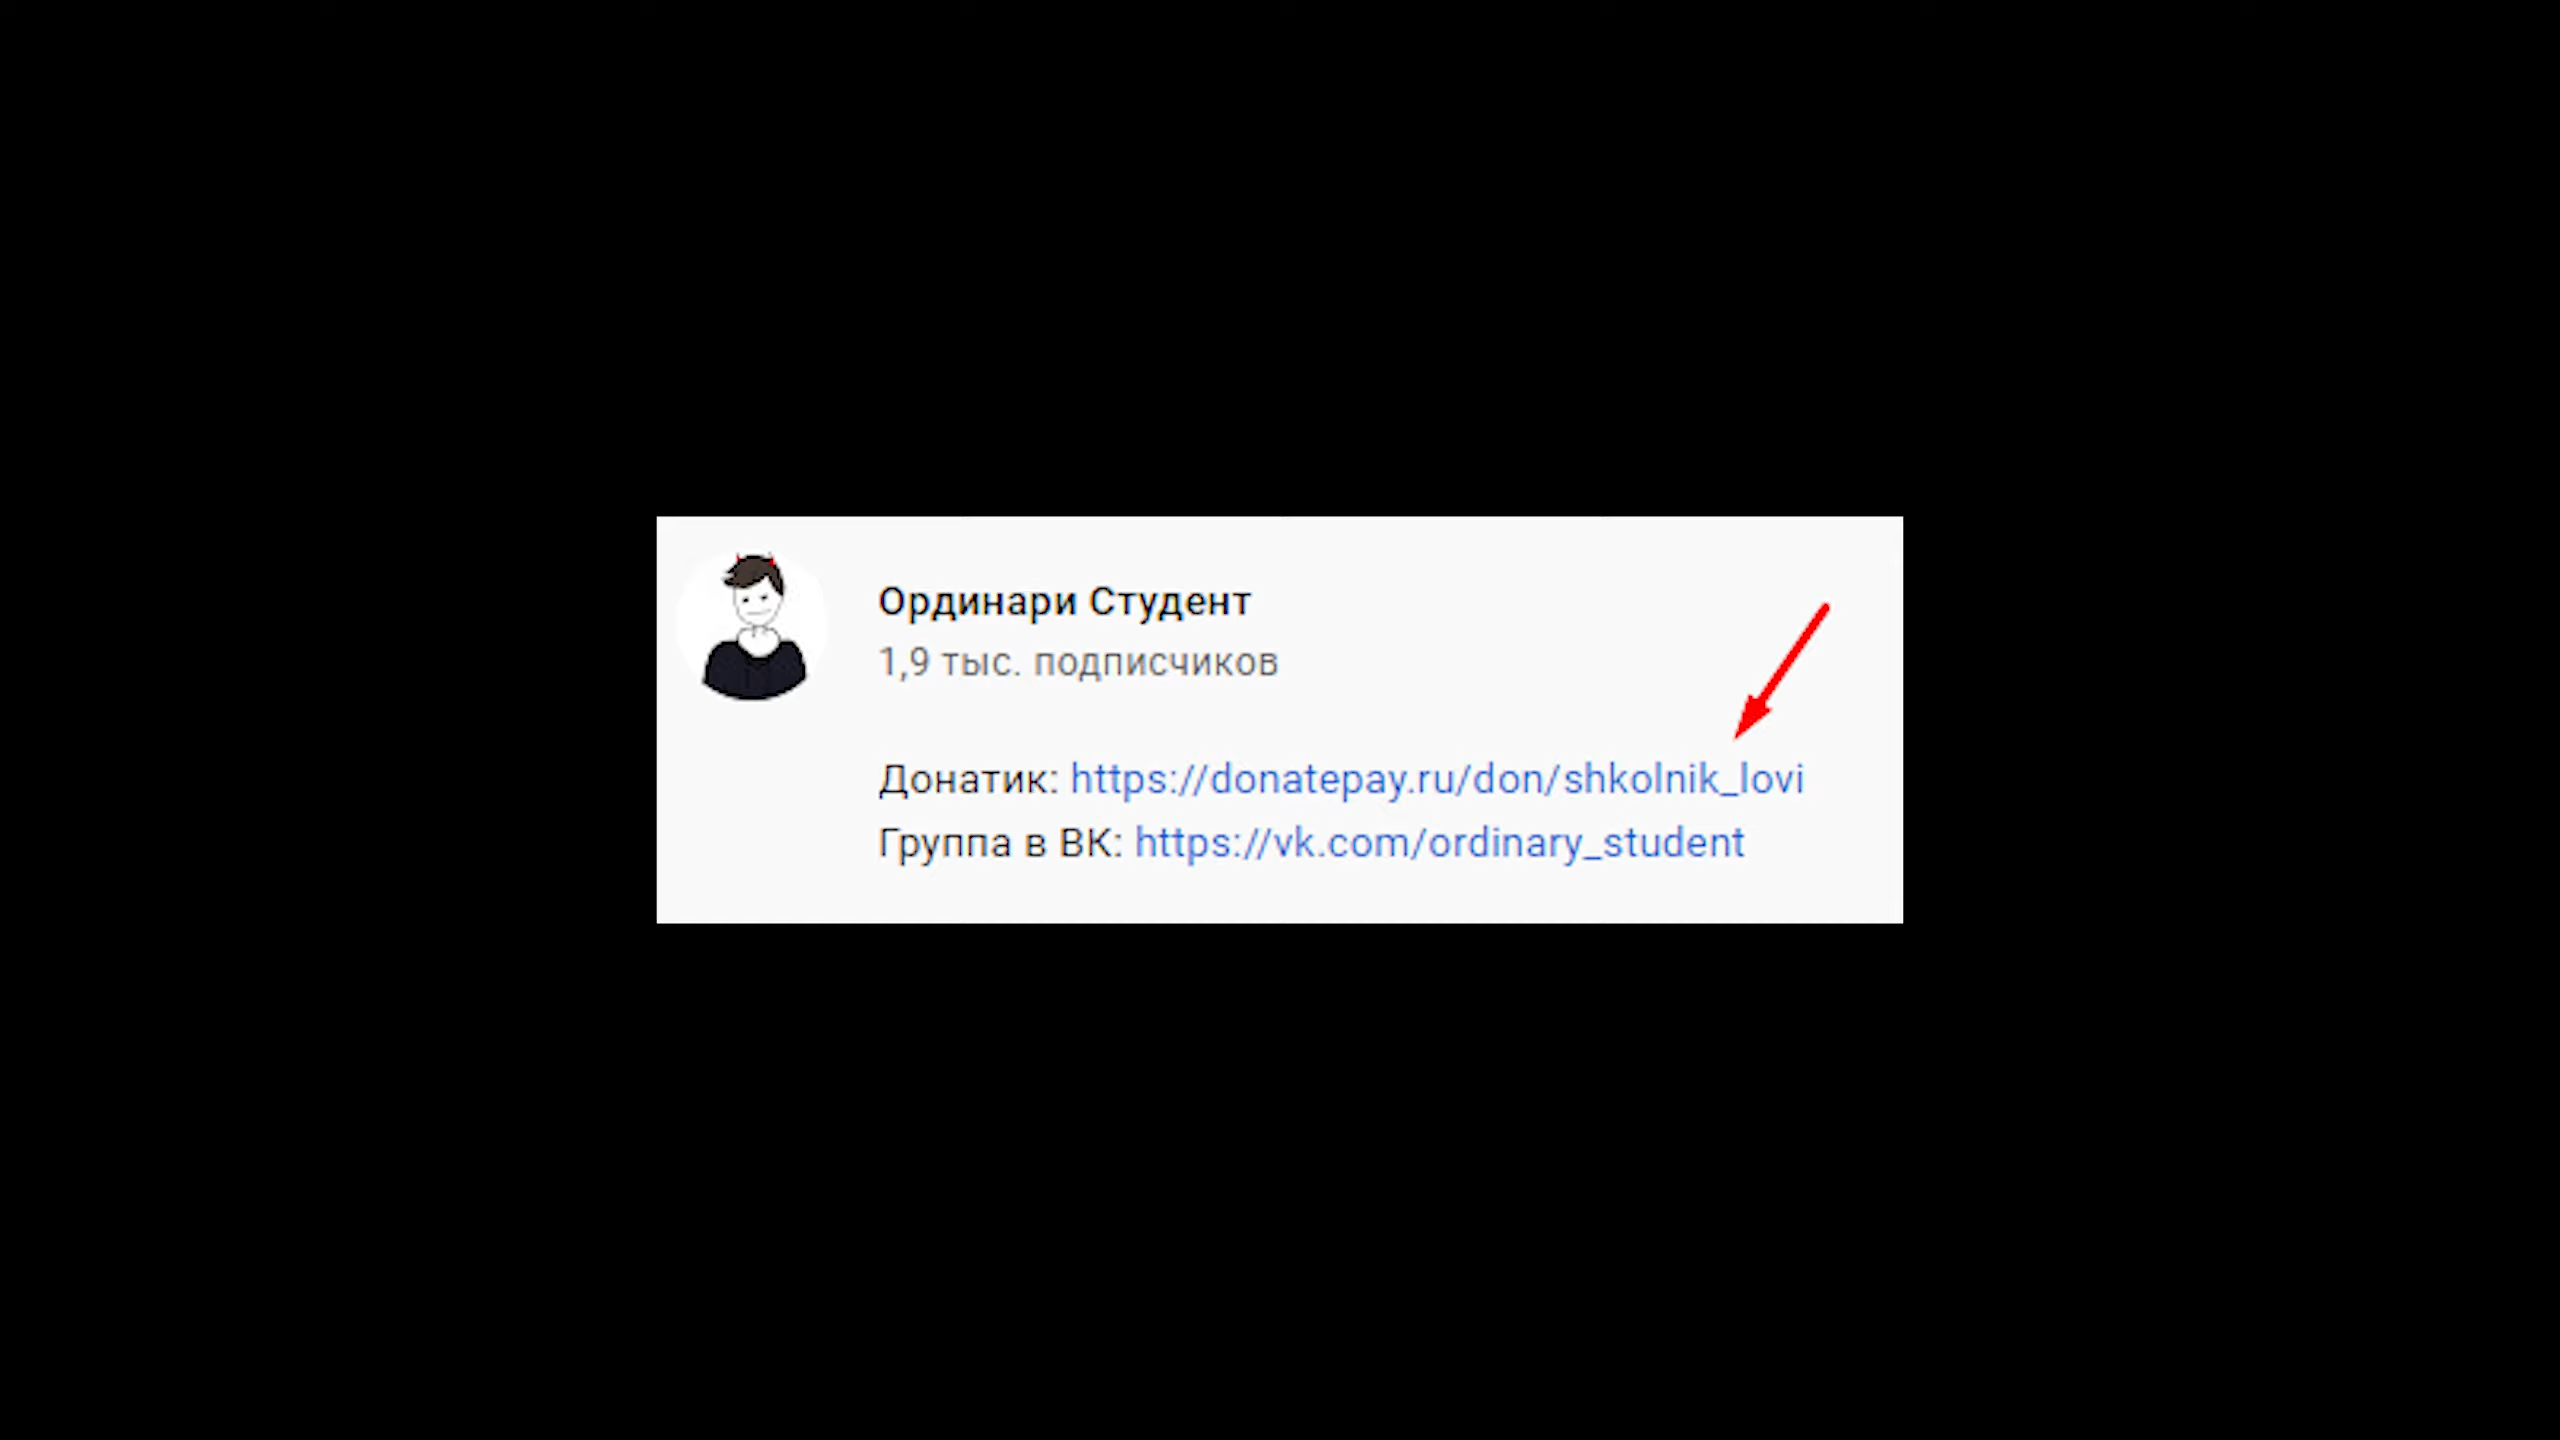 Ординари Студент
1,9 тыс. подписчиков
Донатик: https://donatepay.ru/don/shkolnik_lovi
Группа в ВК: https://vk.com/ordinary_student